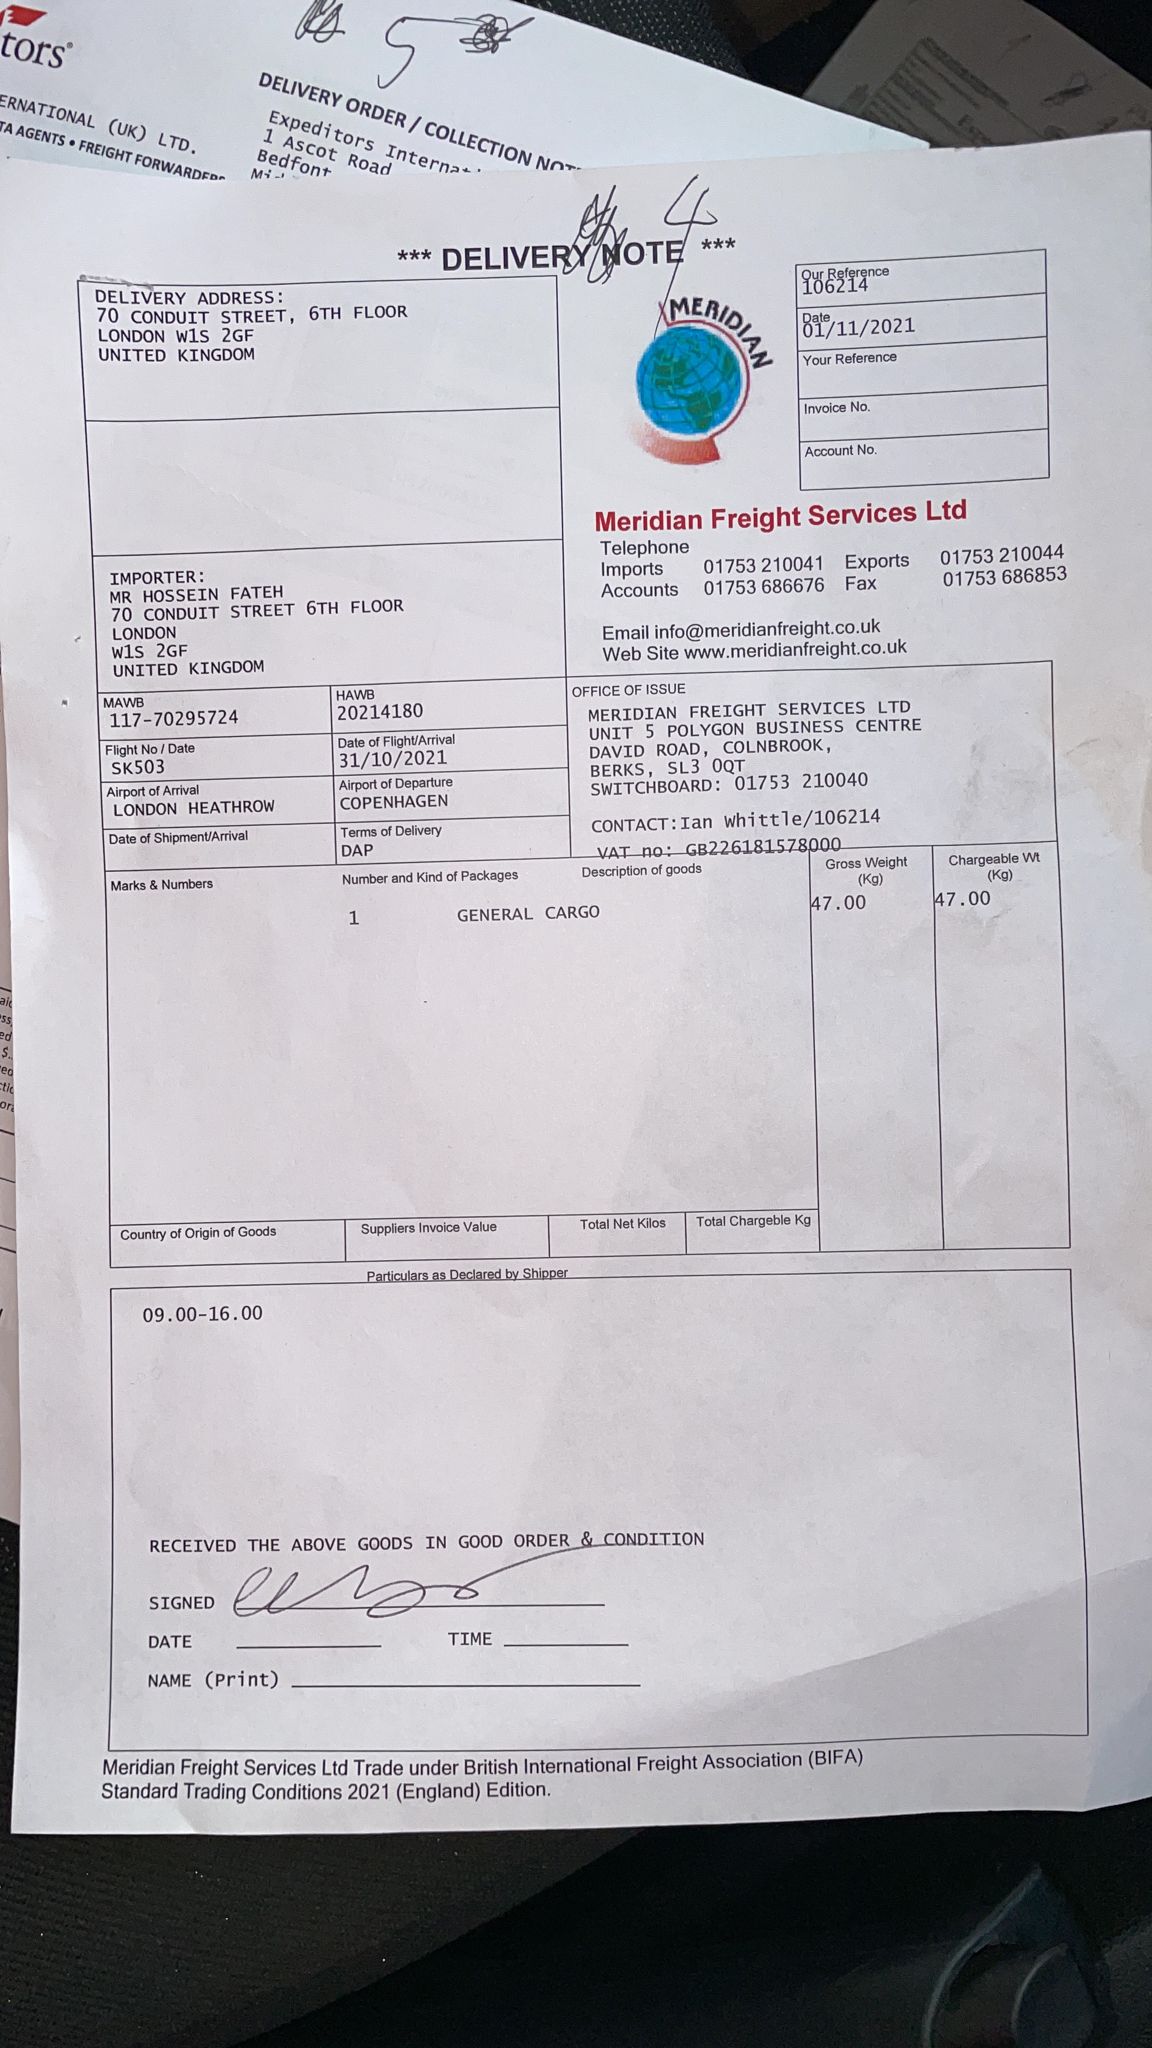 tors
ERNATIONAL (UK) LTD.
TA AGENTS • FREIGHT FORWARDERS
5
DELIVERY ORDER / COLLECTION NOT
Expeditors Internat
1 Ascot Road
Bedfont
4
*** DELIVERY NOTE ***
DELIVERY ADDRESS:
70 CONDUIT STREET, 6TH FLOOR
LONDON W1S 2GF
UNITED KINGDOM
MERIDIAN
Our Reference
106214
Date
01/11/2021
Your Reference
Invoice No.
Account No.
Meridian Freight Services Ltd
Telephone
Imports 01753 210041 Exports 01753 210044
Accounts 01753 686676 Fax 01753 686853
Email info@meridianfreight.co.uk
Web Site www.meridianfreight.co.uk
IMPORTER:
MR HOSSEIN FATEH
70 CONDUIT STREET 6TH FLOOR
LONDON
W1S 2GF
UNITED KINGDOM
MAWB
117-70295724
HAWB
20214180
Flight No / Date
SK503
Date of Flight/Arrival
31/10/2021
Airport of Arrival
LONDON HEATHROW
Airport of Departure
COPENHAGEN
Date of Shipment/Arrival
Terms of Delivery
DAP
OFFICE OF ISSUE
MERIDIAN FREIGHT SERVICES LTD
UNIT 5 POLYGON BUSINESS CENTRE
DAVID ROAD, COLNBROOK,
BERKS, SL3 0QT
SWITCHBOARD: 01753 210040
CONTACT:Ian Whittle/106214
VAT no: GB226181578000
Marks & Numbers
Number and Kind of Packages
Description of goods
Gross Weight
(Kg)
Chargeable Wt
(Kg)
1 GENERAL CARGO 47.00 47.00
Country of Origin of Goods
Suppliers Invoice Value
Total Net Kilos
Total Chargeble Kg
Particulars as Declared by Shipper
09.00-16.00
RECEIVED THE ABOVE GOODS IN GOOD ORDER & CONDITION
SIGNED
DATE TIME
NAME (Print)
Meridian Freight Services Ltd Trade under British International Freight Association (BIFA)
Standard Trading Conditions 2021 (England) Edition.